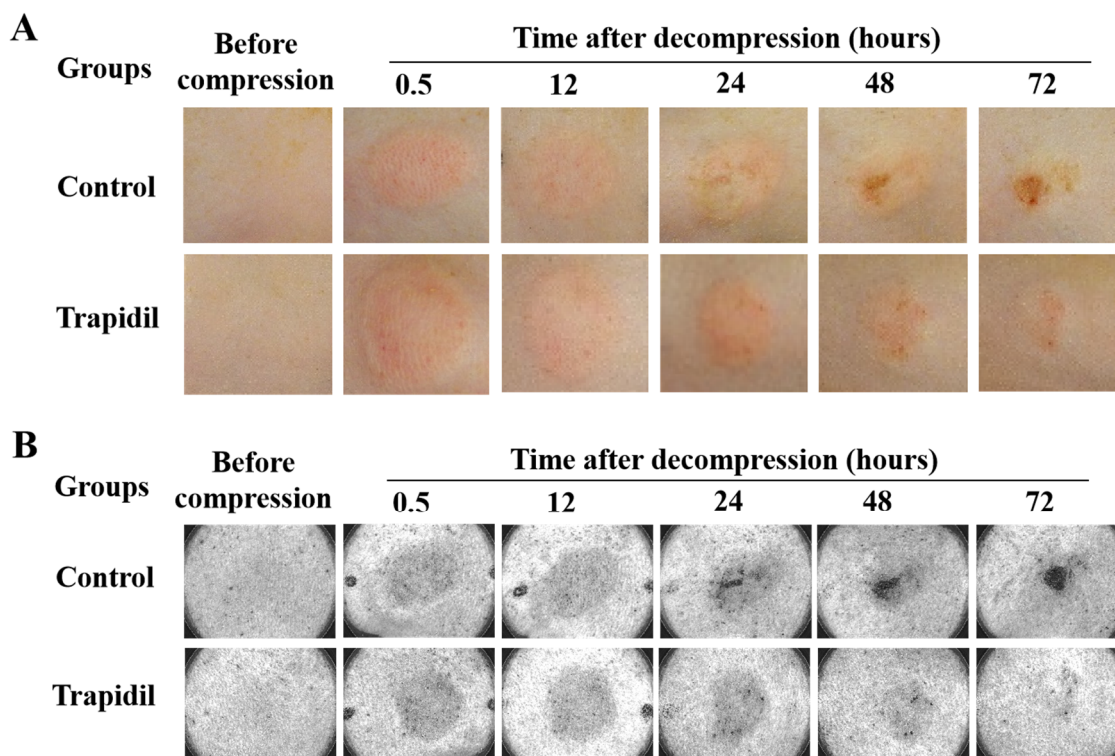 A
Groups
Before
compression
Time after decompression (hours)
0.5 12 24 48 72
Control
Trapidil
B
Groups
Before
compression
Time after decompression (hours)
0.5 12 24 48 72
Control
Trapidil